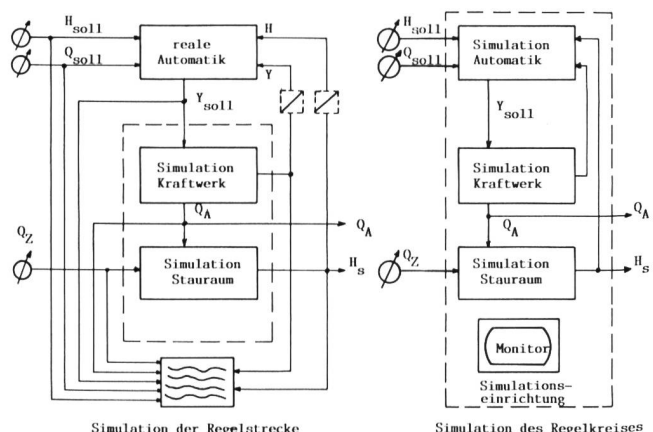 H_soll
Q_soll
reale
Automatik
H
Y
Y_soll
Simulation
Kraftwerk
Q_A
Q_A
Q_Z
Simulation
Stauraum
H_s
Simulation der Regelstrecke
H_soll
Q_soll
Simulation
Automatik
Y_soll
Simulation
Kraftwerk
Q_A
Q_A
Q_Z
Simulation
Stauraum
H_s
Monitor
Simulations-
einrichtung
Simulation des Regelkreises